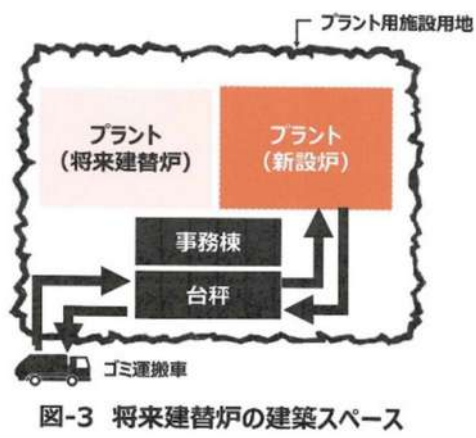 プラント用施設用地
プラント
(将来建替炉)
プラント
(新設炉)
事務棟
台秤
ゴミ運搬車
図-3 将来建替炉の建築スペース